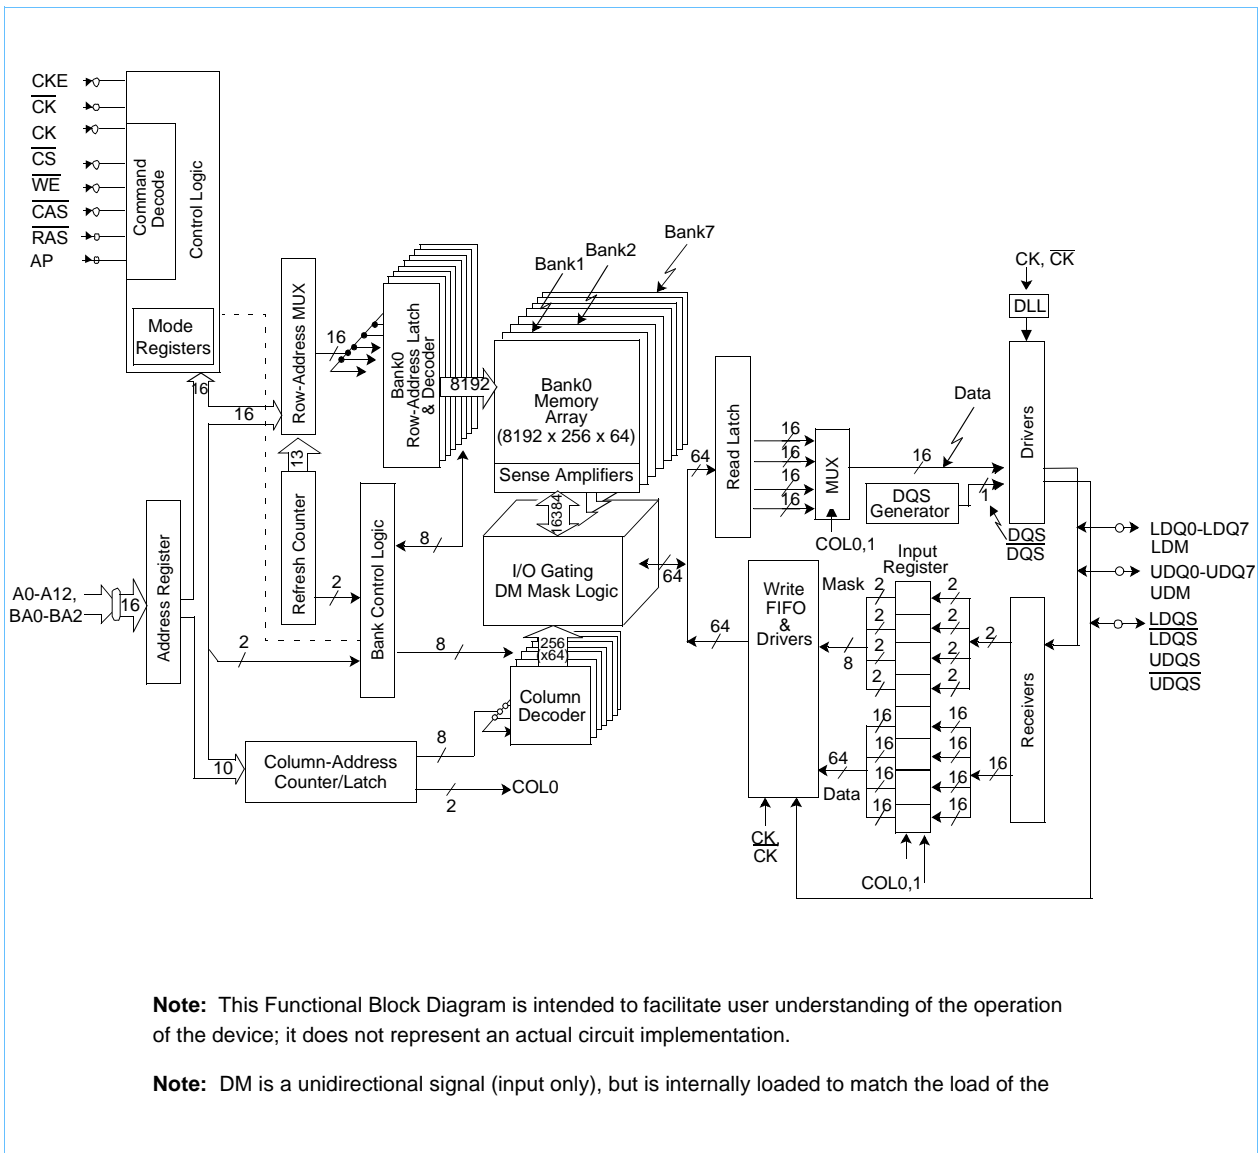 CKE
CK
CK
CS
WE
CAS
RAS
AP
Command
Decode
Control Logic
Mode
Registers
16
16
Row-Address MUX
16
13
Refresh Counter
2
Bank0
Row-Address Latch
& Decoder
8192
Bank1
Bank2
Bank7
Bank0
Memory
Array
(8192 x 256 x 64)
Sense Amplifiers
16384
I/O Gating
DM Mask Logic
64
64
256
(x64)
Column
Decoder
8
8
8
Bank Control Logic
2
A0-A12,
BA0-BA2
16
Address Register
10
Column-Address
Counter/Latch
2
COL0
Read Latch
16
16
16
16
MUX
COL0,1
16
Data
DQS
Generator
1
DQS
DQS
CK, CK
DLL
Drivers
LDQ0-LDQ7
LDM
UDQ0-UDQ7
UDM
LDQS
LDQS
UDQS
UDQS
64
Write
FIFO
&
Drivers
CK,
CK
Input
Register
Mask
2
2
2
2
8
2
2
2
2
2
16
16
16
16
64
Data
16
16
16
16
16
COL0,1
Receivers
Note: This Functional Block Diagram is intended to facilitate user understanding of the operation
of the device; it does not represent an actual circuit implementation.
Note: DM is a unidirectional signal (input only), but is internally loaded to match the load of the